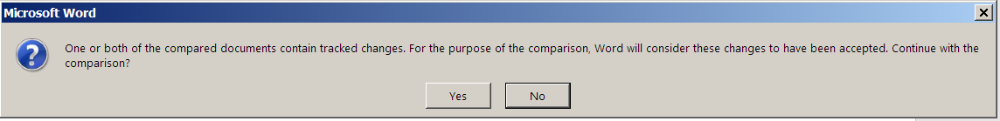 Microsoft Word
One or both of the compared documents contain tracked changes. For the purpose of the comparison, Word will consider these changes to have been accepted. Continue with the
comparison?
Yes
No